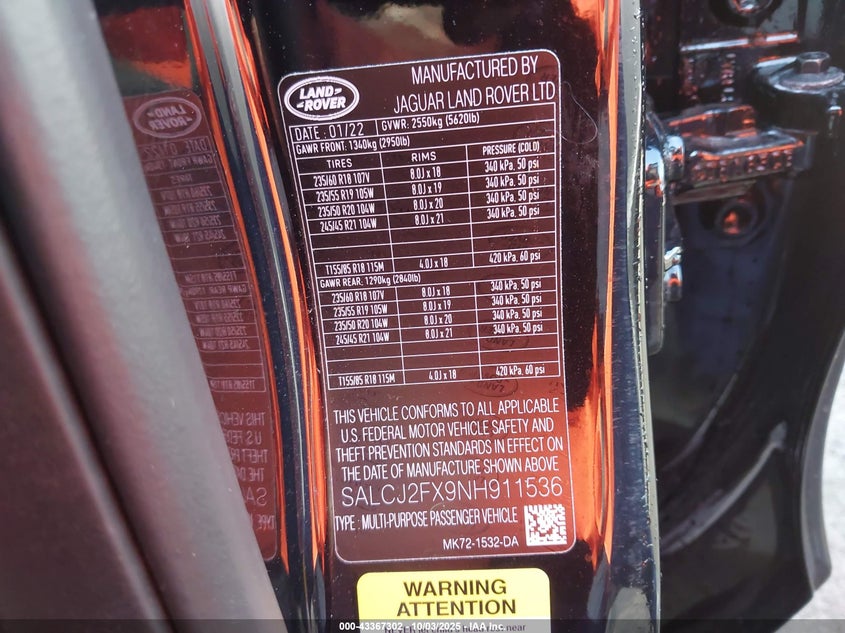 LAND
ROVER
MANUFACTURED BY
JAGUAR LAND ROVER LTD
DATE : 01/22 GVWR: 2550kg (5620lb)
GAWR FRONT: 1340kg (2950lb)
TIRES RIMS PRESSURE (COLD)
235/60 R18 107V 8.0J x 18 340 kPa, 50 psi
235/55 R19 105W 8.0J x 19 340 kPa, 50 psi
235/50 R20 104W 8.0J x 20 340 kPa, 50 psi
245/45 R21 104W 8.0J x 21 340 kPa, 50 psi
T155/85 R18 115M 4.0J x 18 420 kPa, 60 psi
GAWR REAR: 1290kg (2840lb)
235/60 R18 107V 8.0J x 18 340 kPa, 50 psi
235/55 R19 105W 8.0J x 19 340 kPa, 50 psi
235/50 R20 104W 8.0J x 20 340 kPa, 50 psi
245/45 R21 104W 8.0J x 21 340 kPa, 50 psi
T155/85 R18 115M 4.0J x 18 420 kPa, 60 psi
THIS VEHICLE CONFORMS TO ALL APPLICABLE
U.S. FEDERAL MOTOR VEHICLE SAFETY AND
THEFT PREVENTION STANDARDS IN EFFECT ON
THE DATE OF MANUFACTURE SHOWN ABOVE
SALCJ2FX9NH911536
TYPE : MULTI-PURPOSE PASSENGER VEHICLE
MK72-1532-DA
WARNING
ATTENTION
000-43367302 - 10/03/2025 - IAA Inc.